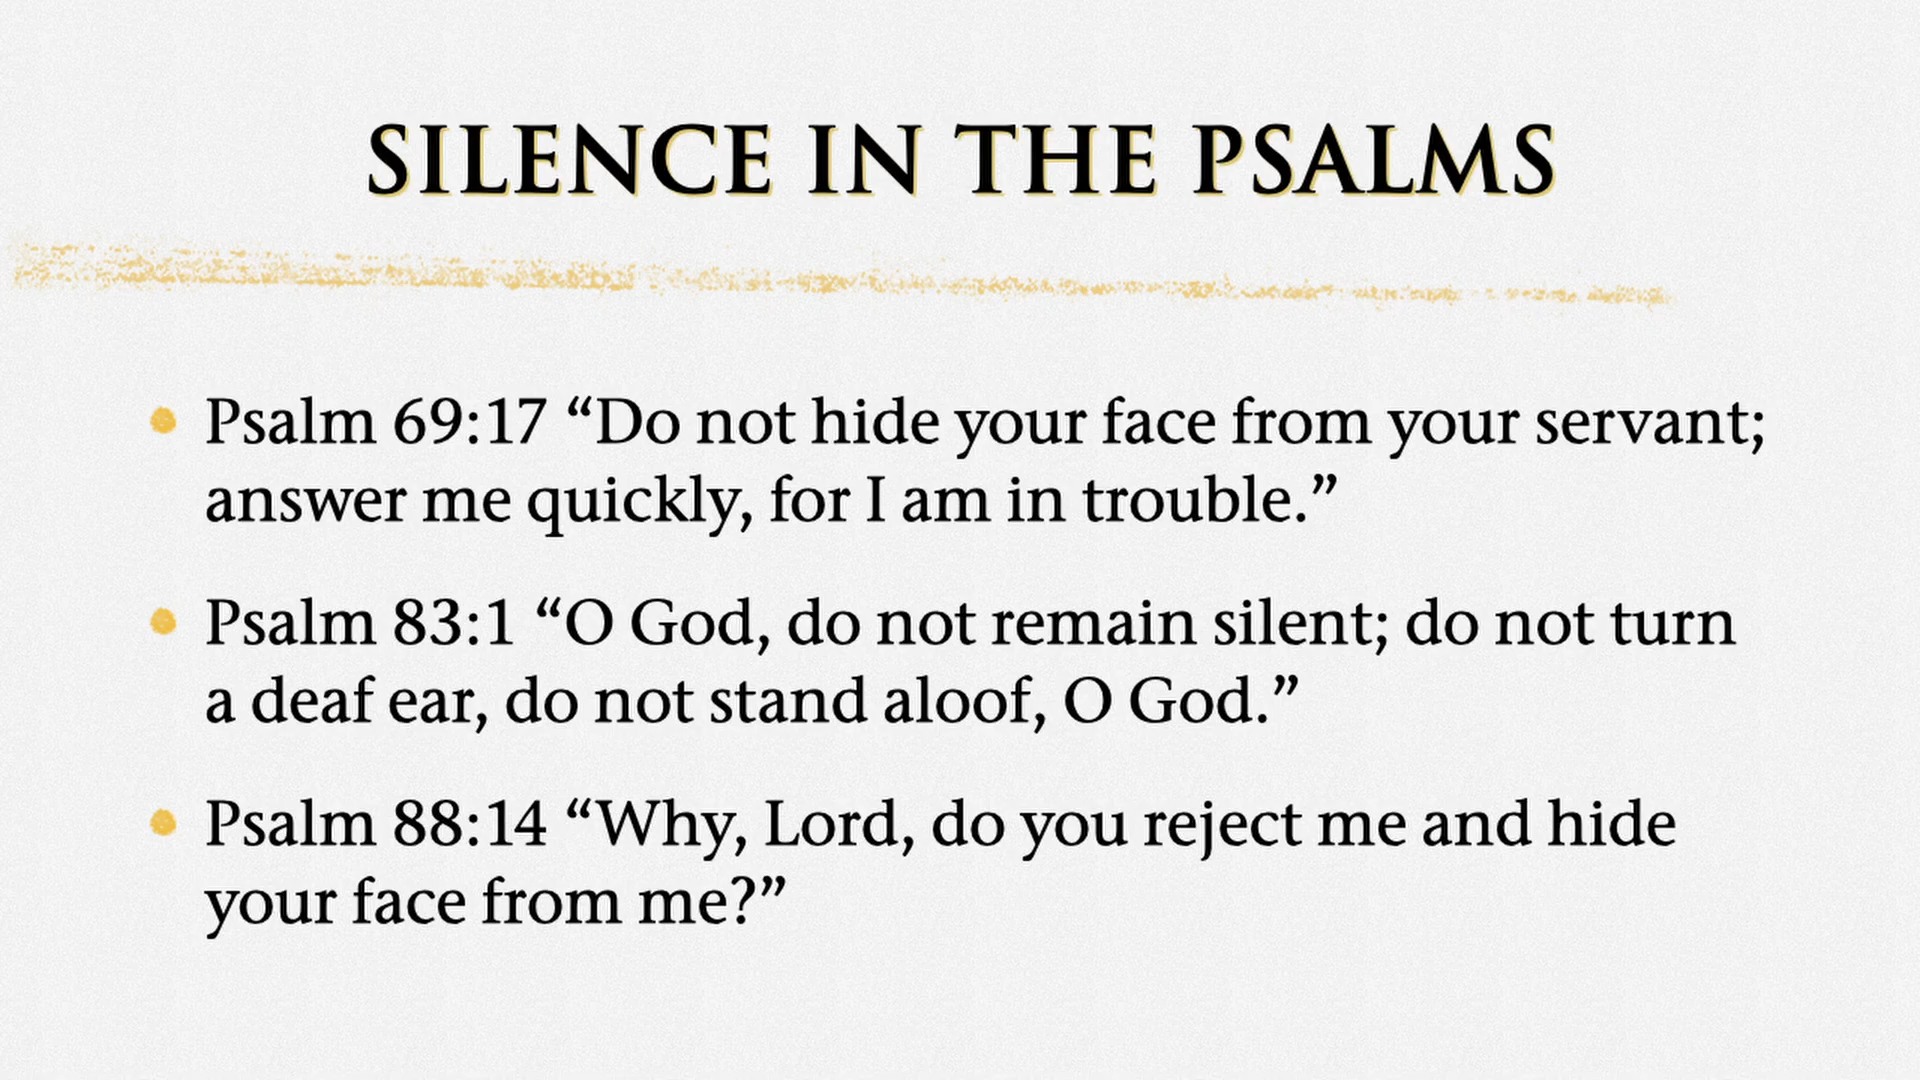 SILENCE IN THE PSALMS
• Psalm 69:17 “Do not hide your face from your servant;
answer me quickly, for I am in trouble.”
• Psalm 83:1 “O God, do not remain silent; do not turn
a deaf ear, do not stand aloof, O God.”
• Psalm 88:14 “Why, Lord, do you reject me and hide
your face from me?”